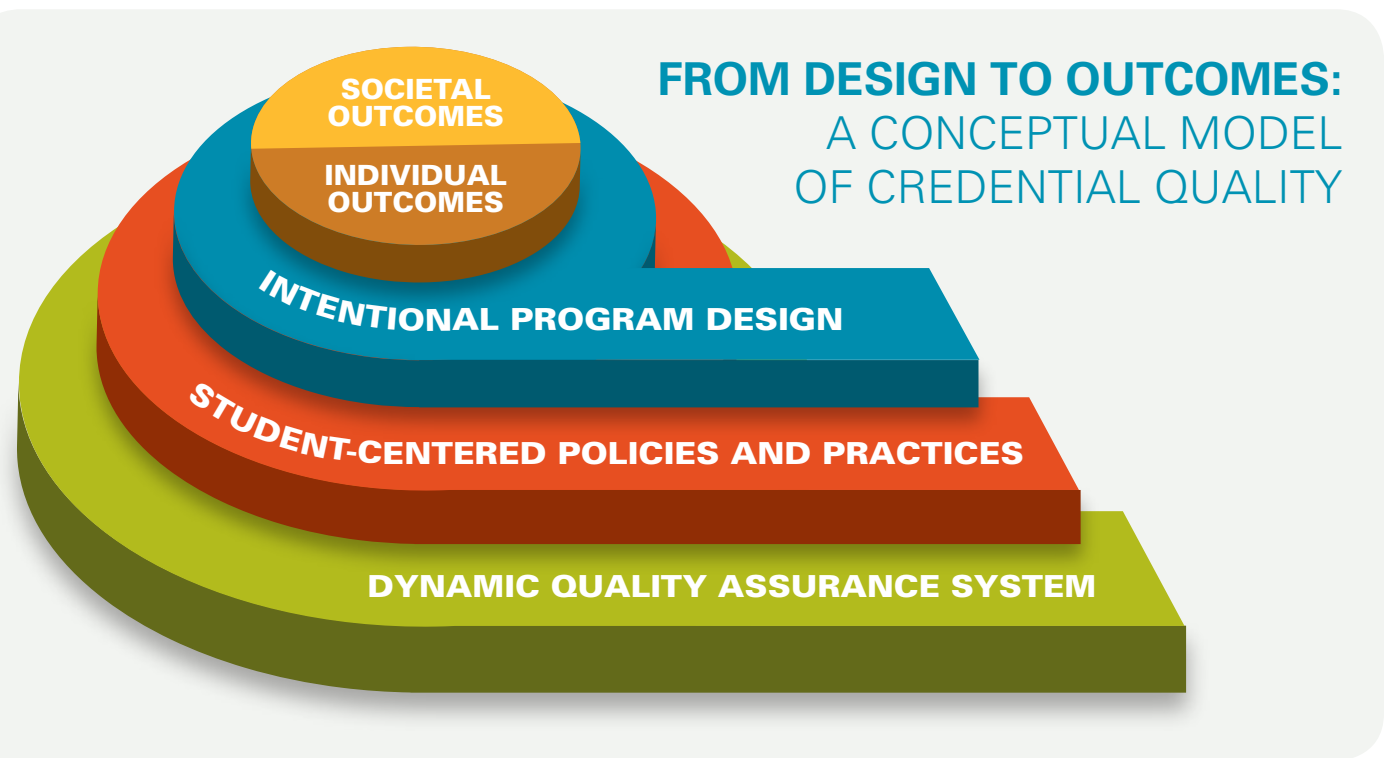 FROM DESIGN TO OUTCOMES:
A CONCEPTUAL MODEL
OF CREDENTIAL QUALITY
SOCIETAL
OUTCOMES
INDIVIDUAL
OUTCOMES
INTENTIONAL PROGRAM DESIGN
STUDENT-CENTERED POLICIES AND PRACTICES
DYNAMIC QUALITY ASSURANCE SYSTEM